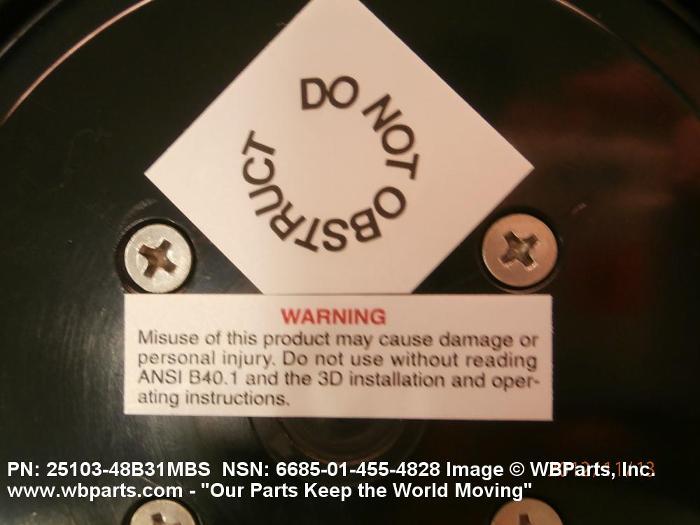 DO NOT OBSTRUCT
WARNING
Misuse of this product may cause damage or
personal injury. Do not use without reading
ANSI B40.1 and the 3D installation and oper-
ating instructions.
PN: 25103-48B31MBS NSN: 6685-01-455-4828 Image © WBParts, Inc.
www.wbparts.com - "Our Parts Keep the World Moving"